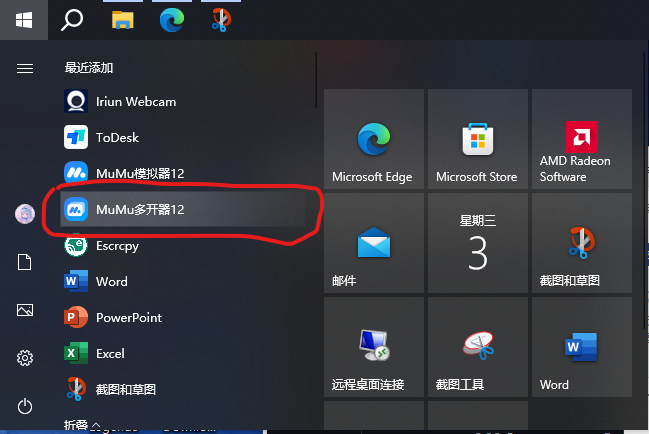 最近添加
Iriun Webcam
ToDesk
MuMu模拟器12
MuMu多开器12
Escrcpy
Word
PowerPoint
Excel
截图和草图
折叠
Microsoft Edge
Microsoft Store
AMD Radeon
Software
邮件
星期三
3
截图和草图
远程桌面连接
截图工具
Word